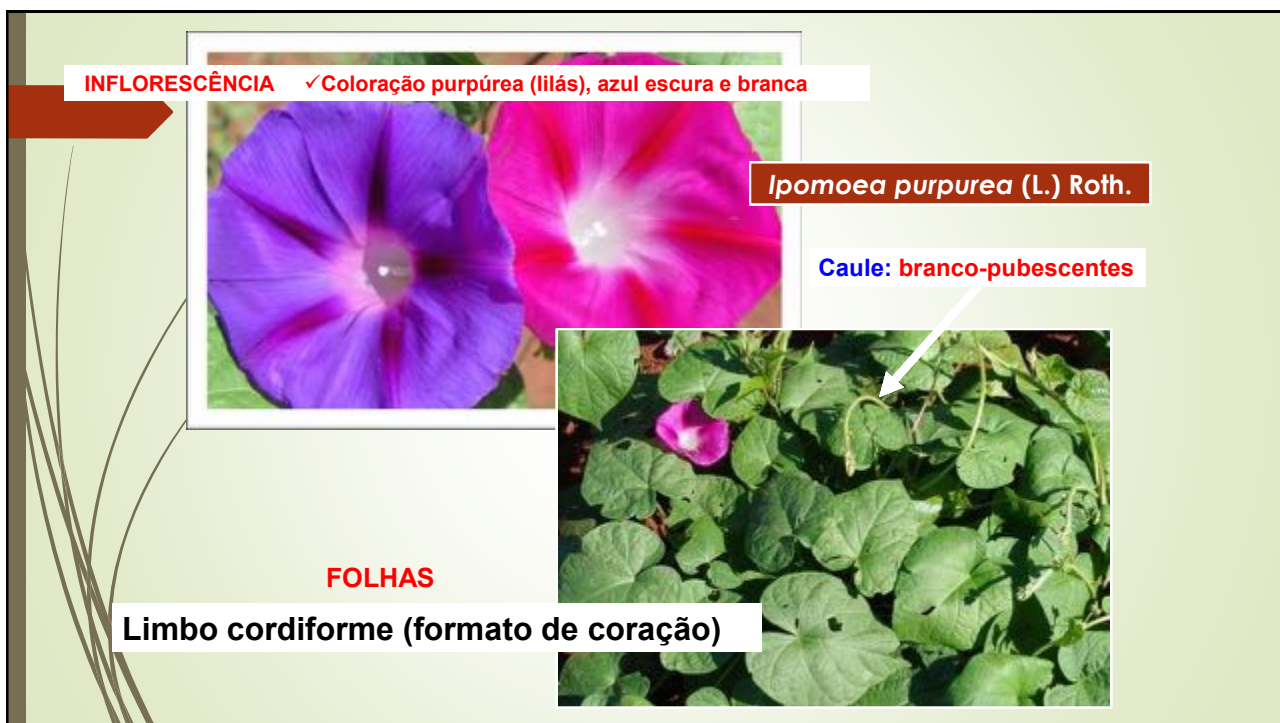 INFLORESCÊNCIA ✓Coloração purpúrea (lilás), azul escura e branca
Ipomoea purpurea (L.) Roth.
Caule: branco-pubescentes
FOLHAS
Limbo cordiforme (formato de coração)